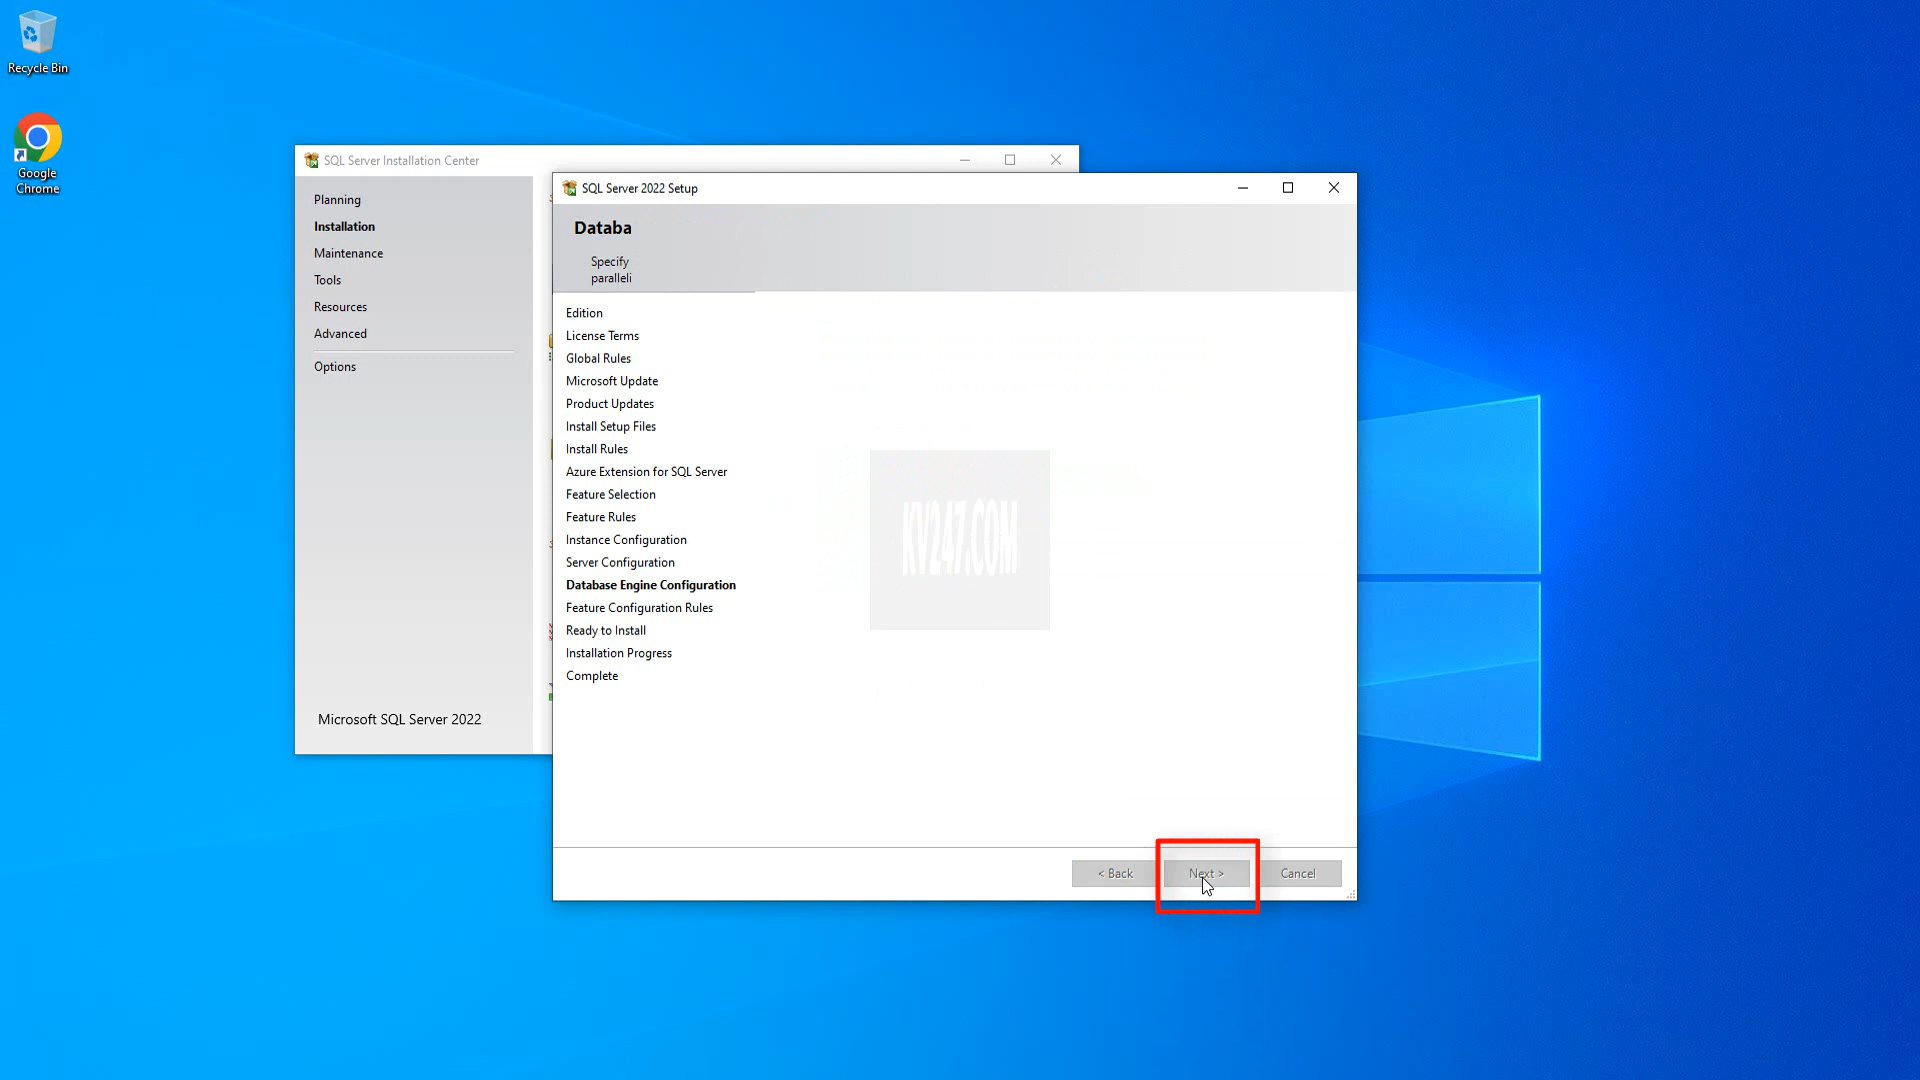 Recycle Bin
Google
Chrome
SQL Server Installation Center
Planning
Installation
Maintenance
Tools
Resources
Advanced
Options
Microsoft SQL Server 2022
SQL Server 2022 Setup
Databa
Specify
paralleli
Edition
License Terms
Global Rules
Microsoft Update
Product Updates
Install Setup Files
Install Rules
Azure Extension for SQL Server
Feature Selection
Feature Rules
Instance Configuration
Server Configuration
Database Engine Configuration
Feature Configuration Rules
Ready to Install
Installation Progress
Complete
KV247.COM
< Back
Next >
Cancel